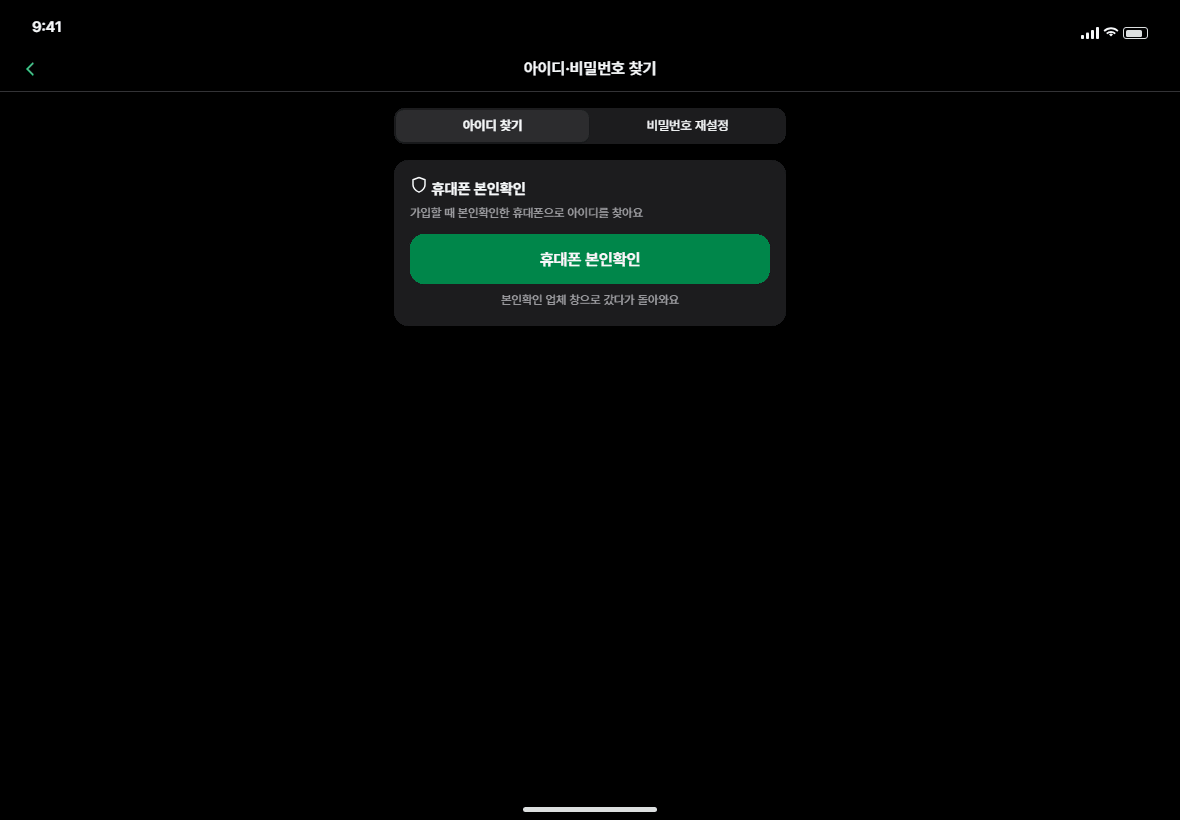 9:41
아이디·비밀번호 찾기
아이디 찾기
비밀번호 재설정
휴대폰 본인확인
가입할 때 본인확인한 휴대폰으로 아이디를 찾아요
휴대폰 본인확인
본인확인 업체 창으로 갔다가 돌아와요